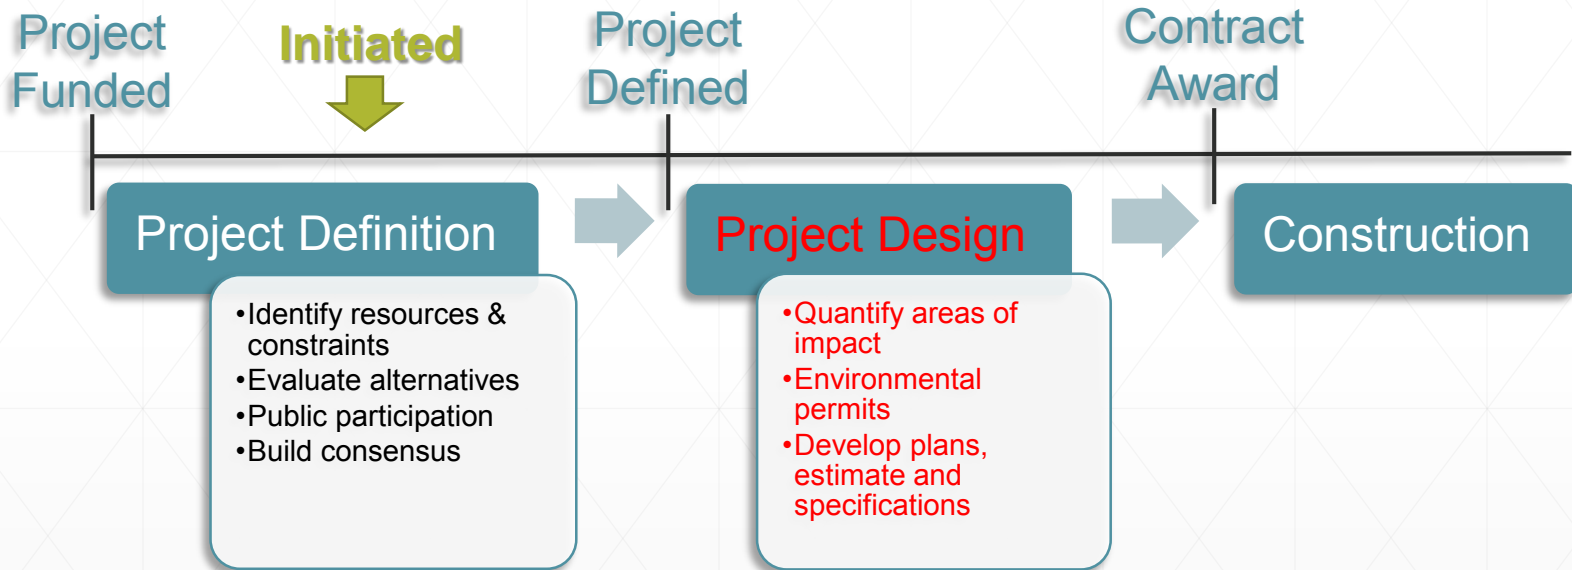 Project
Funded
Initiated
Project
Defined
Contract
Award
Project Definition
•Identify resources &
constraints
•Evaluate alternatives
•Public participation
•Build consensus
Project Design
•Quantify areas of
impact
•Environmental
permits
•Develop plans,
estimate and
specifications
Construction